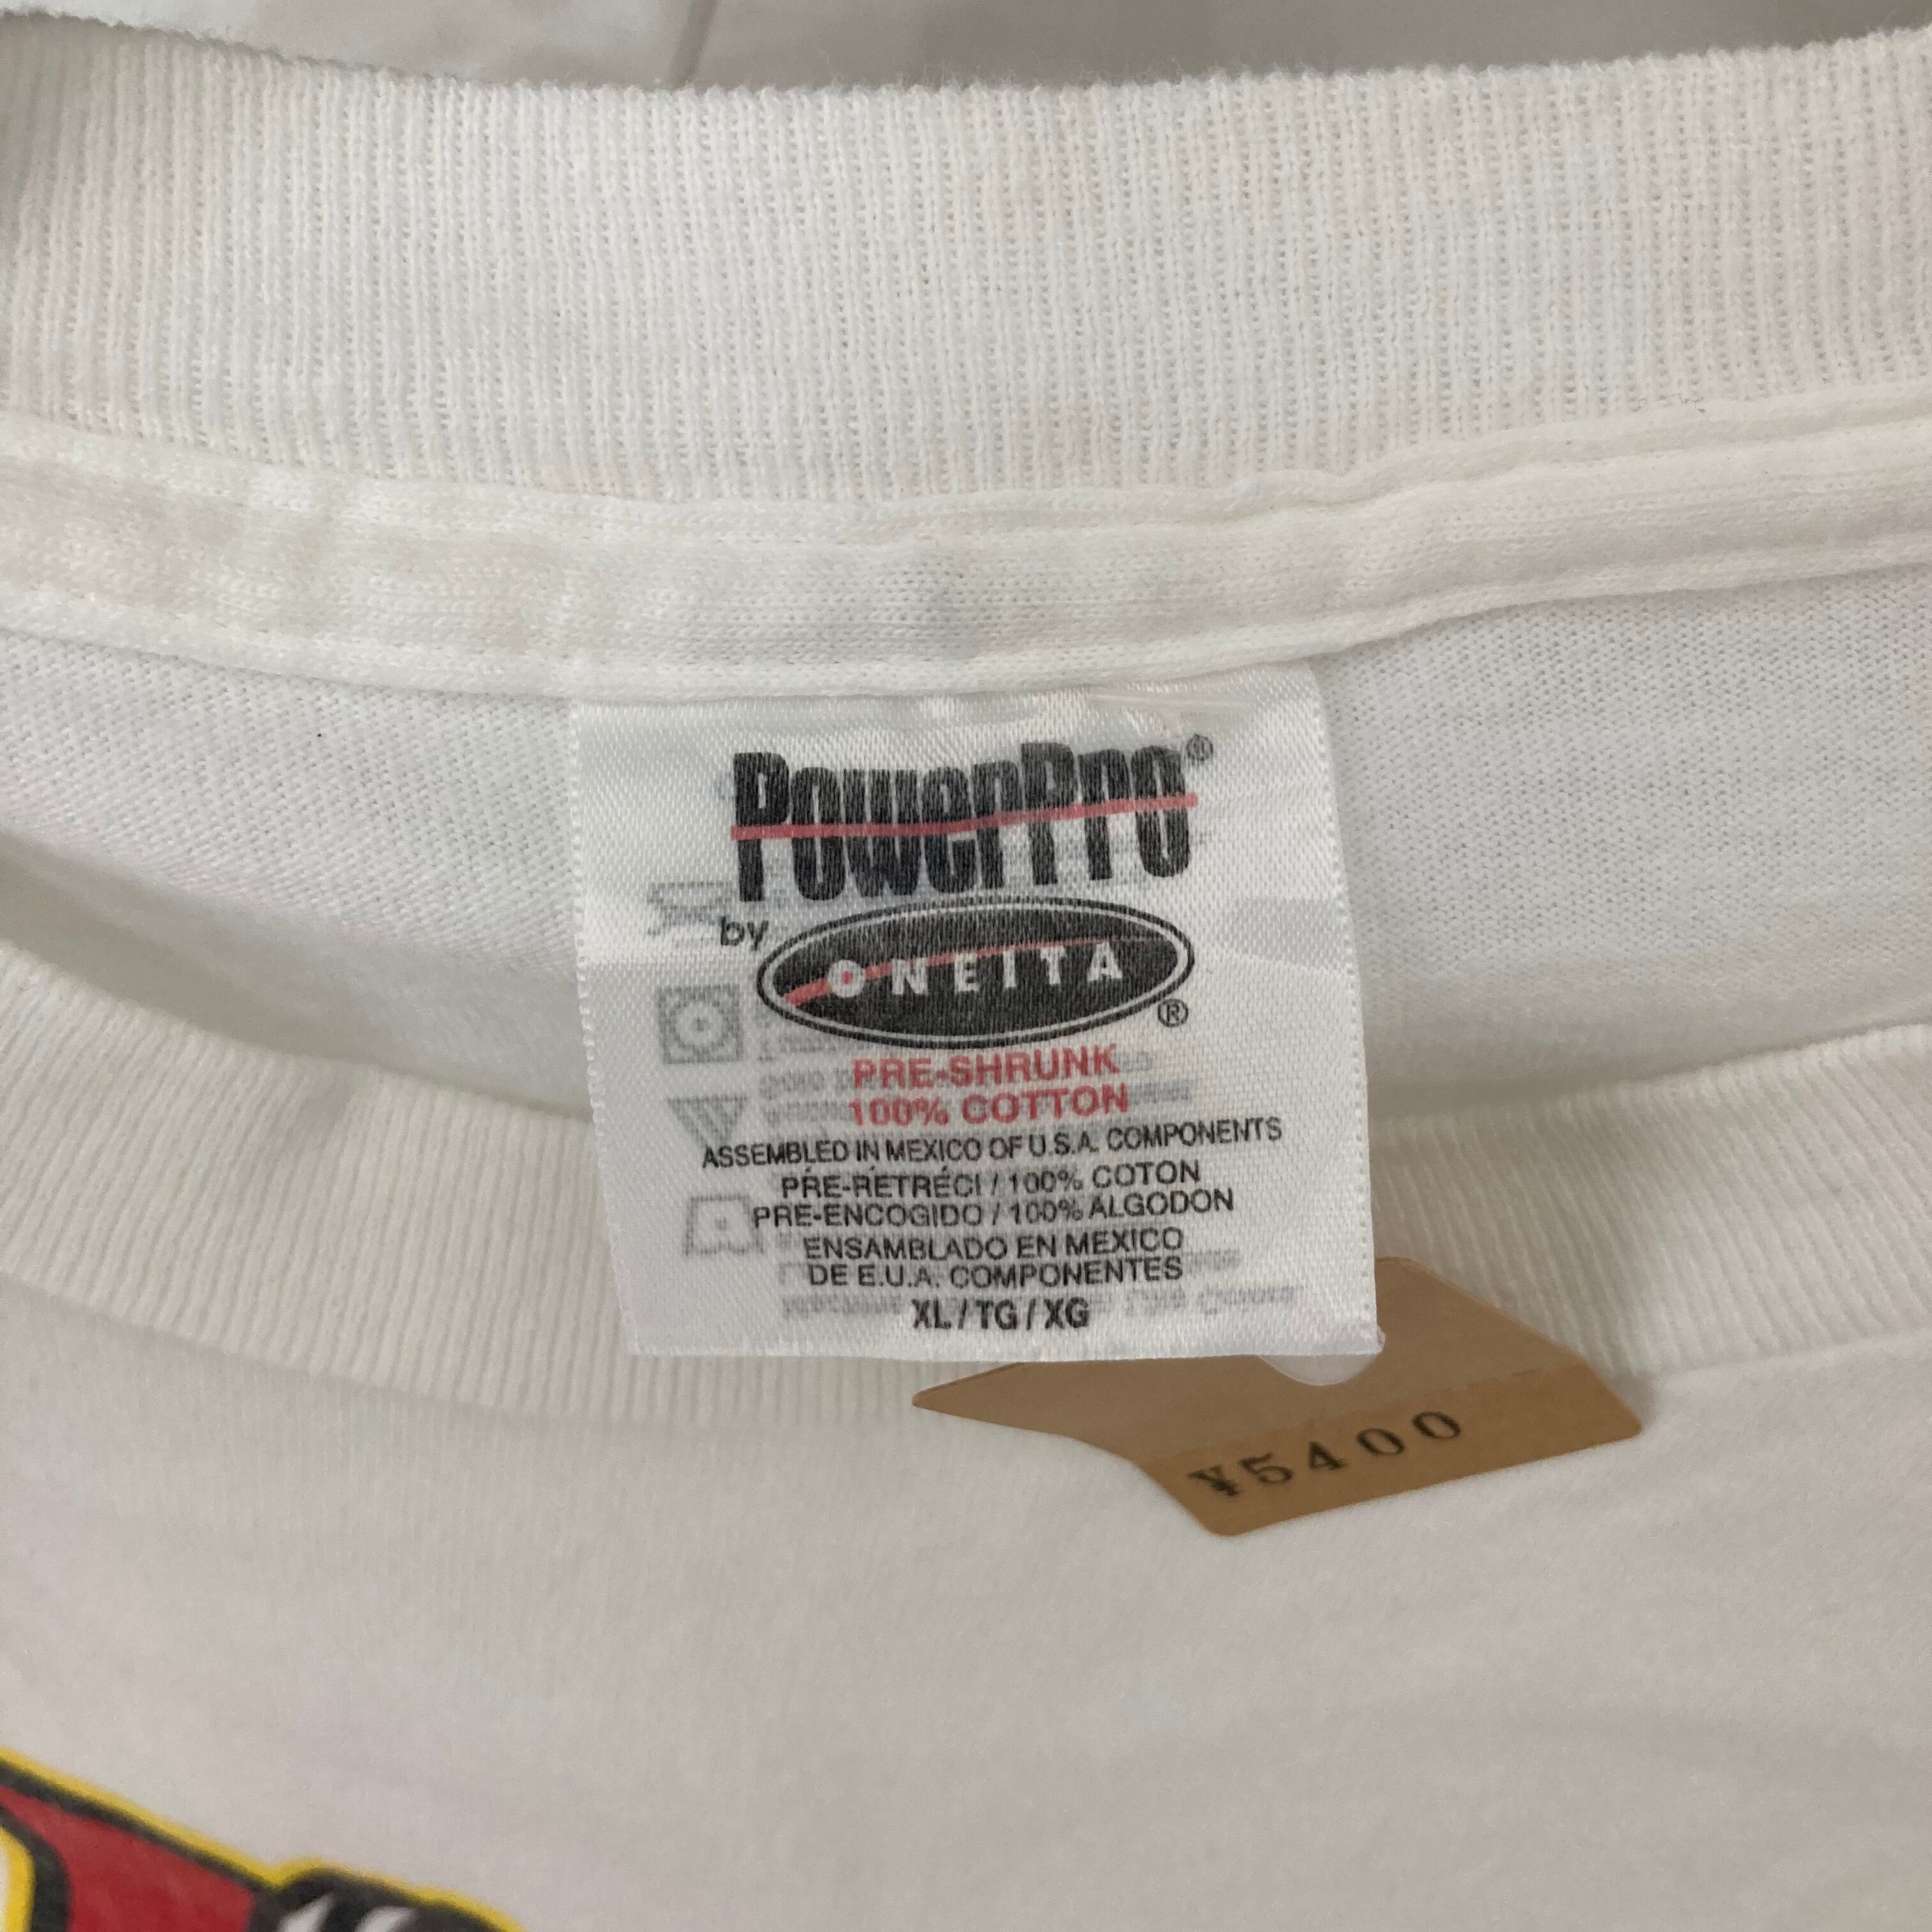 PowerPro®
by ONEITA®
PRE-SHRUNK
100% COTTON
ASSEMBLED IN MEXICO OF U.S.A. COMPONENTS
PRÉ-RÉTRÉCI / 100% COTON
PRE-ENCOGIDO / 100% ALGODON
ENSAMBLADO EN MEXICO
DE E.U.A. COMPONENTES
XL / TG / XG
¥5400